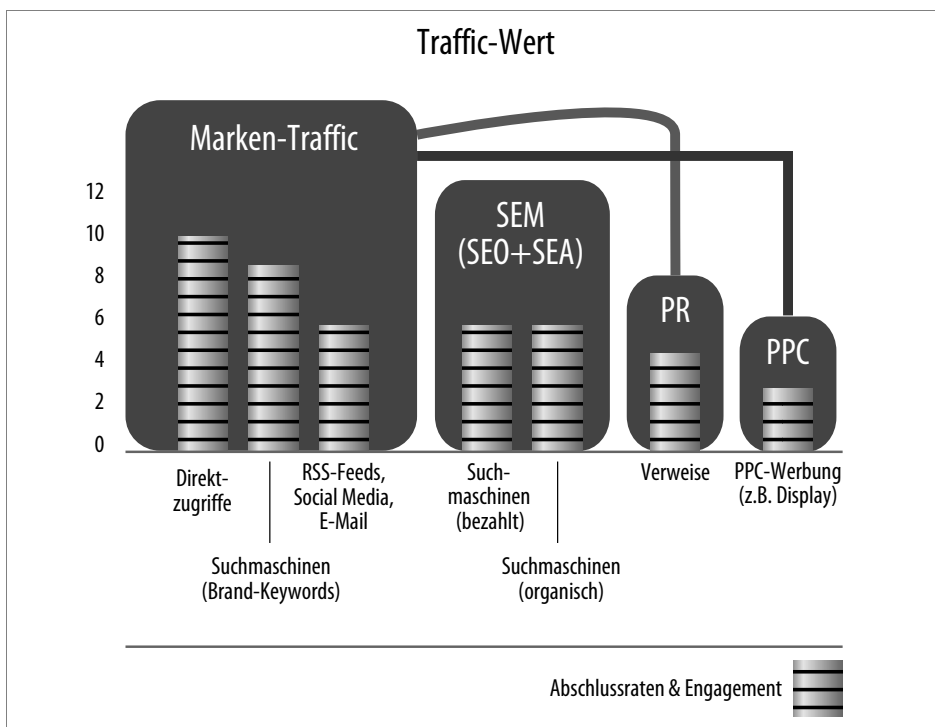 Traffic-Wert
Marken-Traffic
SEM
(SEO+SEA)
PR
PPC
12
10
8
6
4
2
0
Direkt-
zugriffe
RSS-Feeds,
Social Media,
E-Mail
Such-
maschinen
(bezahlt)
Verweise
PPC-Werbung
(z.B. Display)
Suchmaschinen
(Brand-Keywords)
Suchmaschinen
(organisch)
Abschlussraten & Engagement